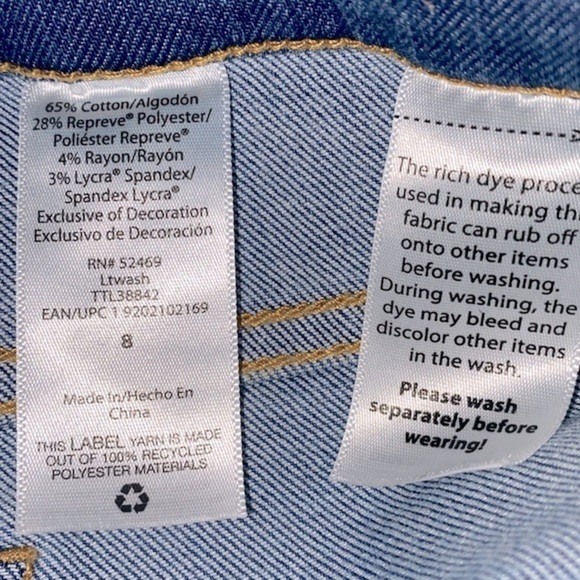 65% Cotton/Algodón
28% Repreve® Polyester/
Poliéster Repreve®
4% Rayon/Rayón
3% Lycra® Spandex/
Spandex Lycra®
Exclusive of Decoration
Exclusivo de Decoración
RN# 52469
Ltwash
TTL38842
EAN/UPC 1 9202102169
8
Made In/Hecho En
China
THIS LABEL YARN IS MADE
OUT OF 100% RECYCLED
POLYESTER MATERIALS
The rich dye proce
used in making th
fabric can rub off
onto other items
before washing.
During washing, the
dye may bleed and
discolor other items
in the wash.
Please wash
separately before
wearing!